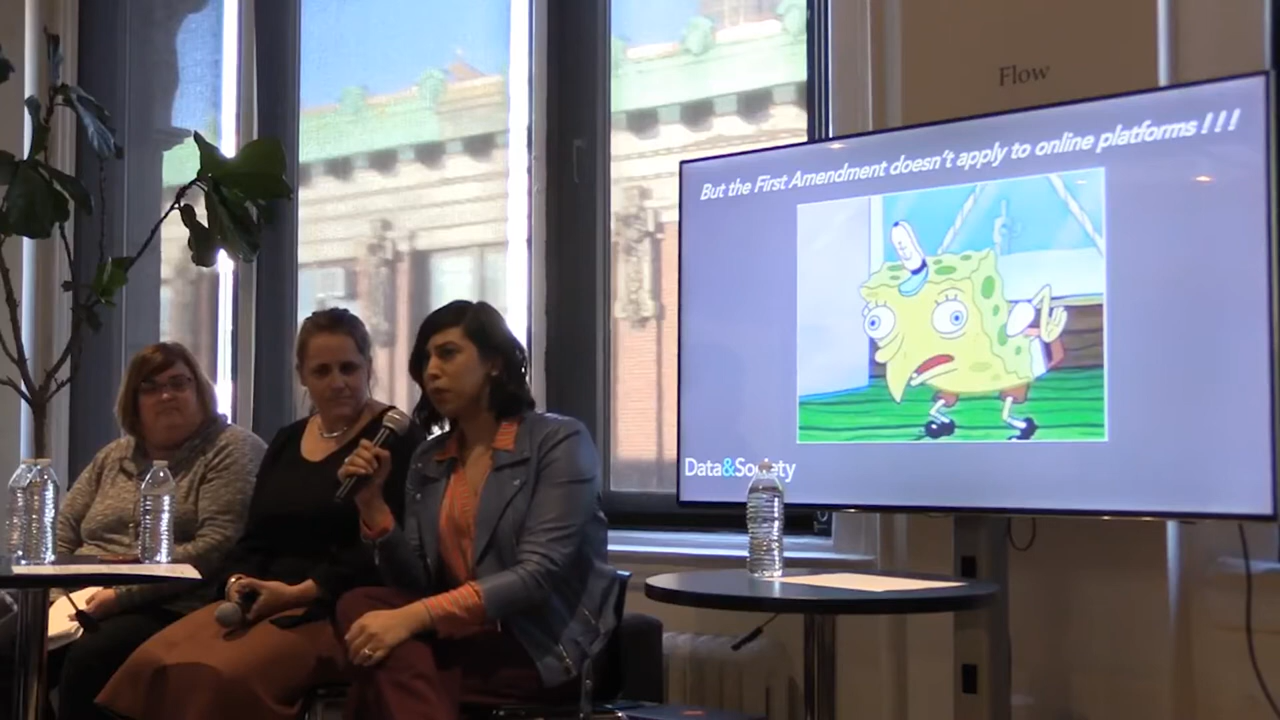 Flow
But the First Amendment doesn't apply to online platforms ! ! !
Data&Society